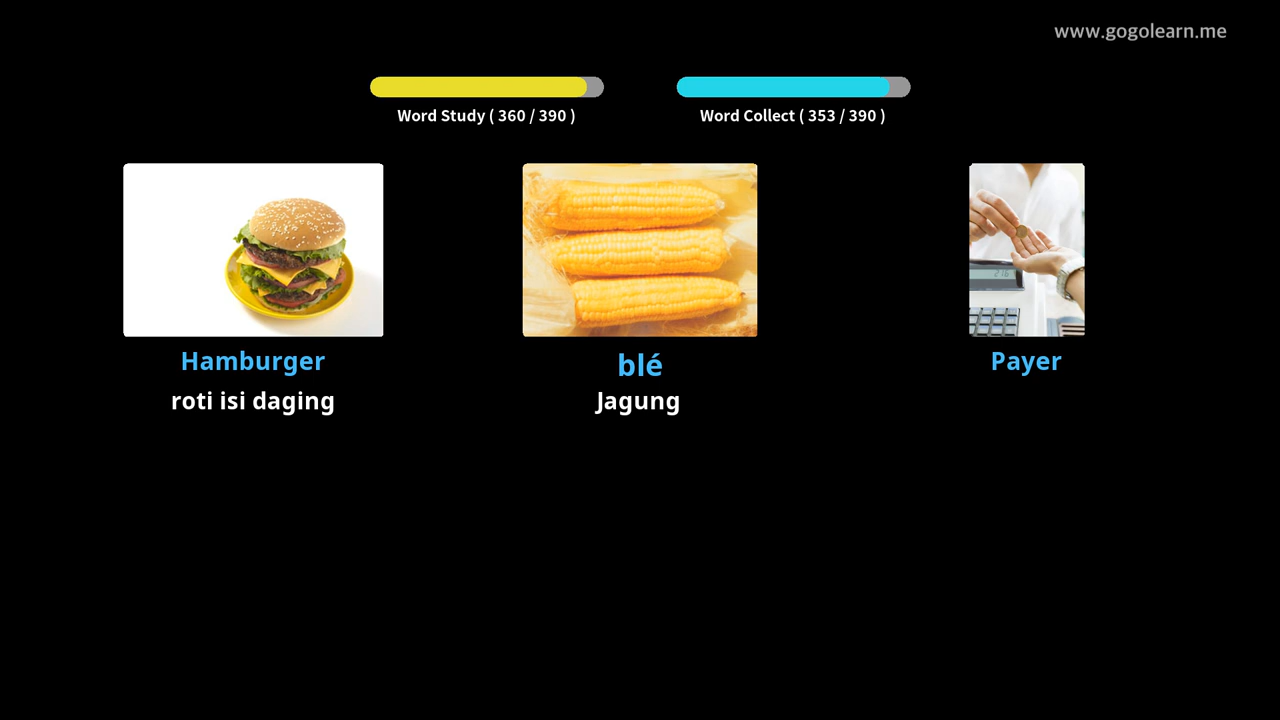 www.gogolearn.me
Word Study ( 360 / 390 )
Word Collect ( 353 / 390 )
Hamburger
roti isi daging
blé
Jagung
Payer